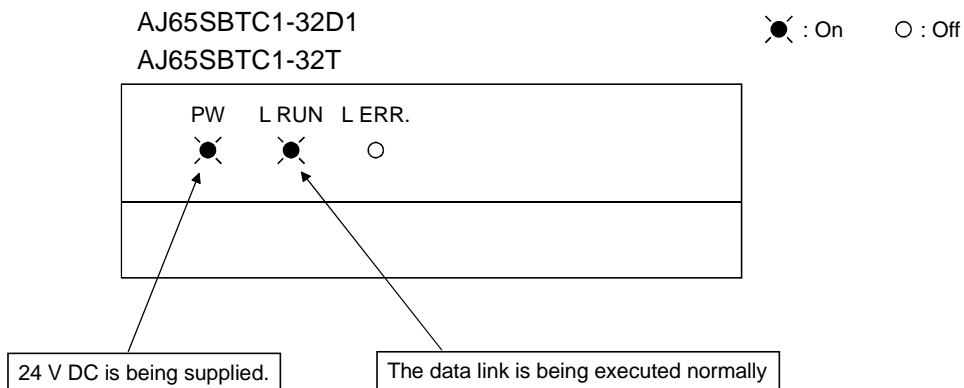 AJ65SBTC1-32D1
AJ65SBTC1-32T
: On : Off
PW L RUN L ERR.
24 V DC is being supplied.
The data link is being executed normally